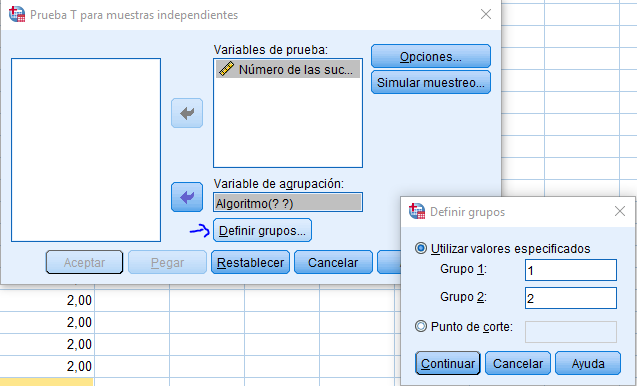 Prueba T para muestras independientes
Variables de prueba:
Número de las suc...
Opciones...
Simular muestreo...
Variable de agrupación:
Algoritmo(? ?)
Definir grupos...
Aceptar
Pegar
Restablecer
Cancelar
2,00
2,00
2,00
2,00
Definir grupos
Utilizar valores especificados
Grupo 1:
1
Grupo 2:
2
Punto de corte:
Continuar
Cancelar
Ayuda